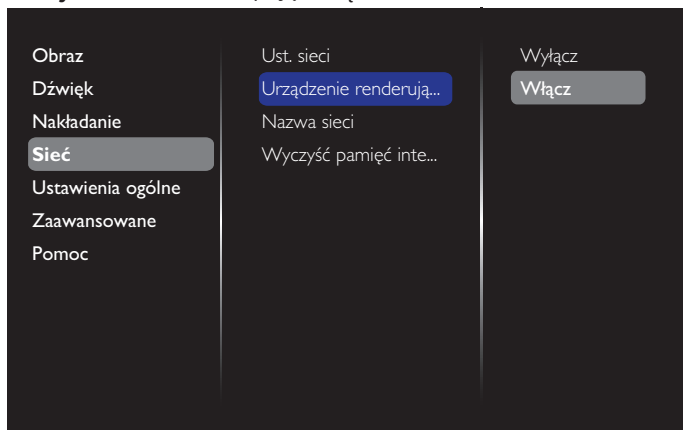 Obraz
Dźwięk
Nakładanie
Sieć
Ustawienia ogólne
Zaawansowane
Pomoc
Ust. sieci
Urządzenie renderują...
Nazwa sieci
Wyczyść pamięć inte...
Wyłącz
Włącz